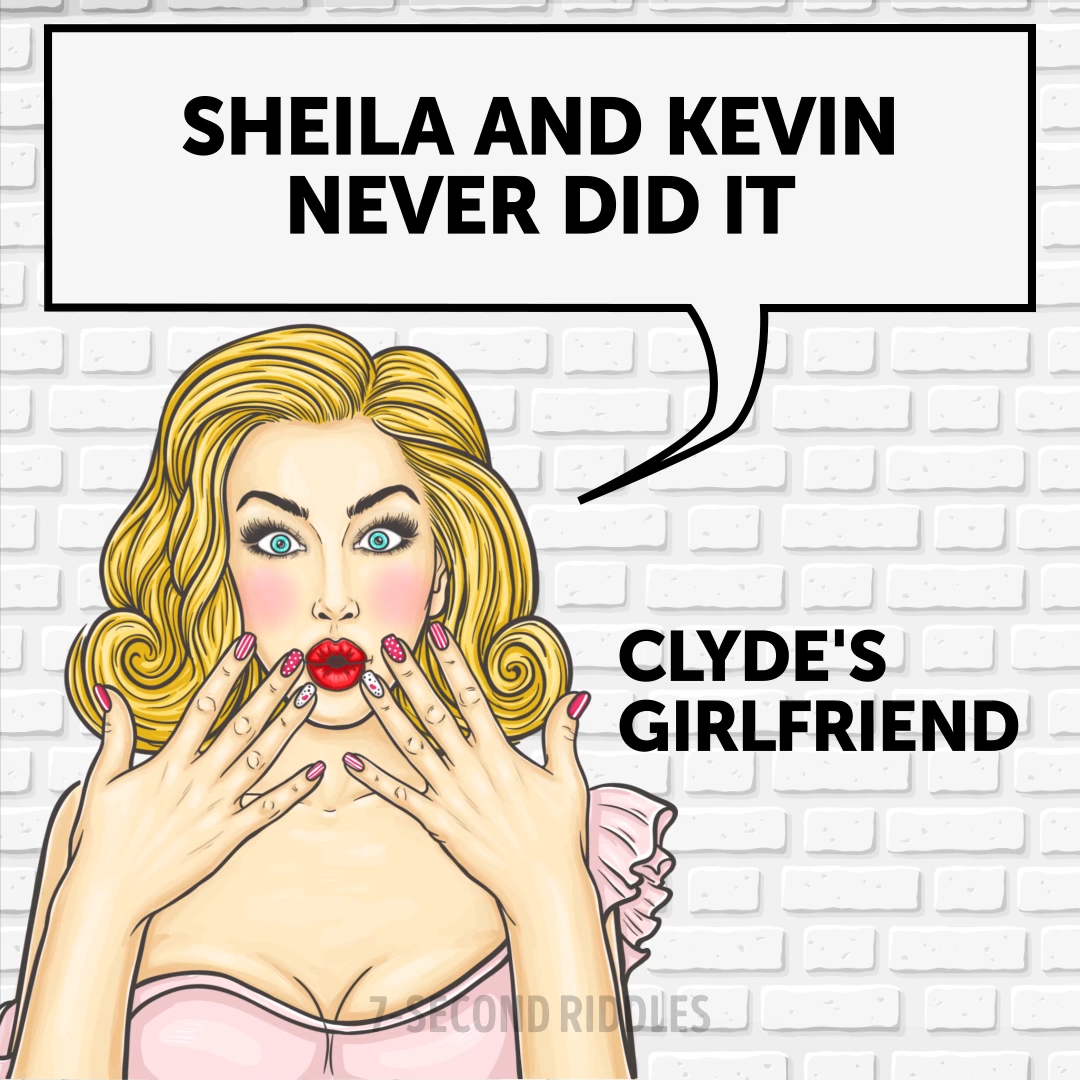 SHEILA AND KEVIN
NEVER DID IT
CLYDE'S
GIRLFRIEND
7-SECOND RIDDLES